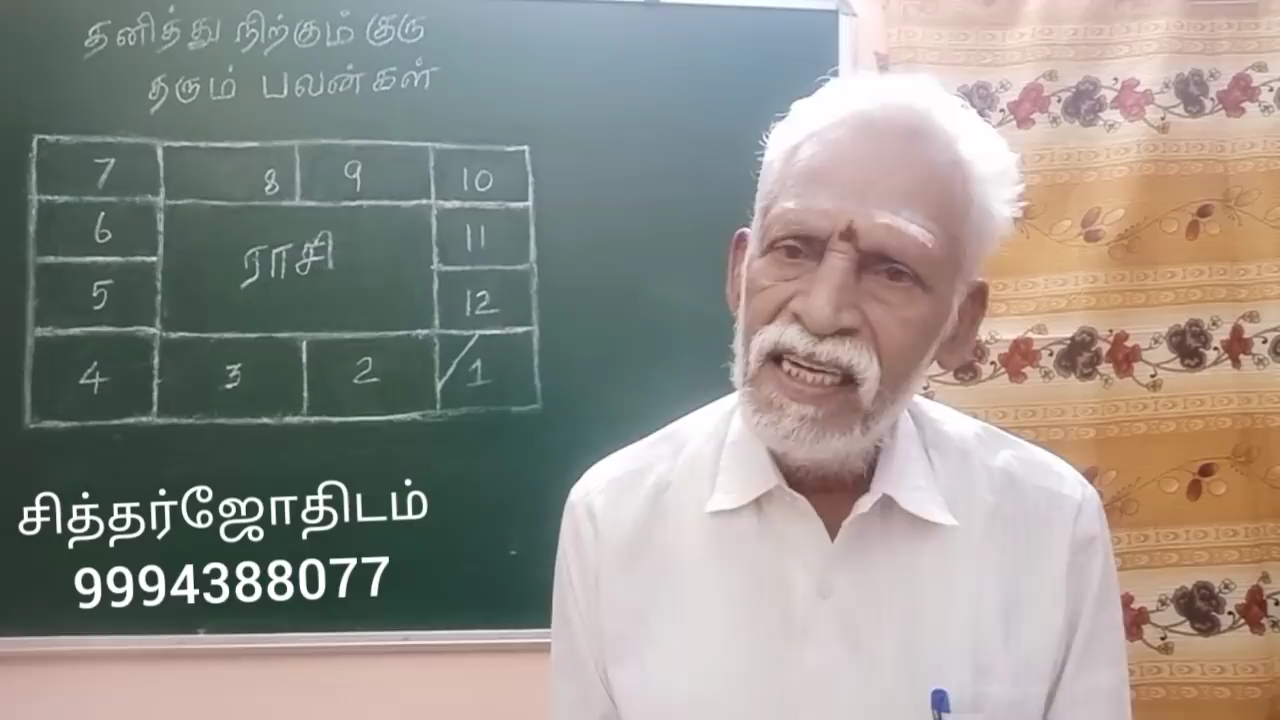 தனித்து நிற்கும் குரு
தரும் பலன்கள்
7 8 9 10
6 ராசி 11
5 12
4 3 2 1
சித்தர்ஜோதிடம்
9994388077